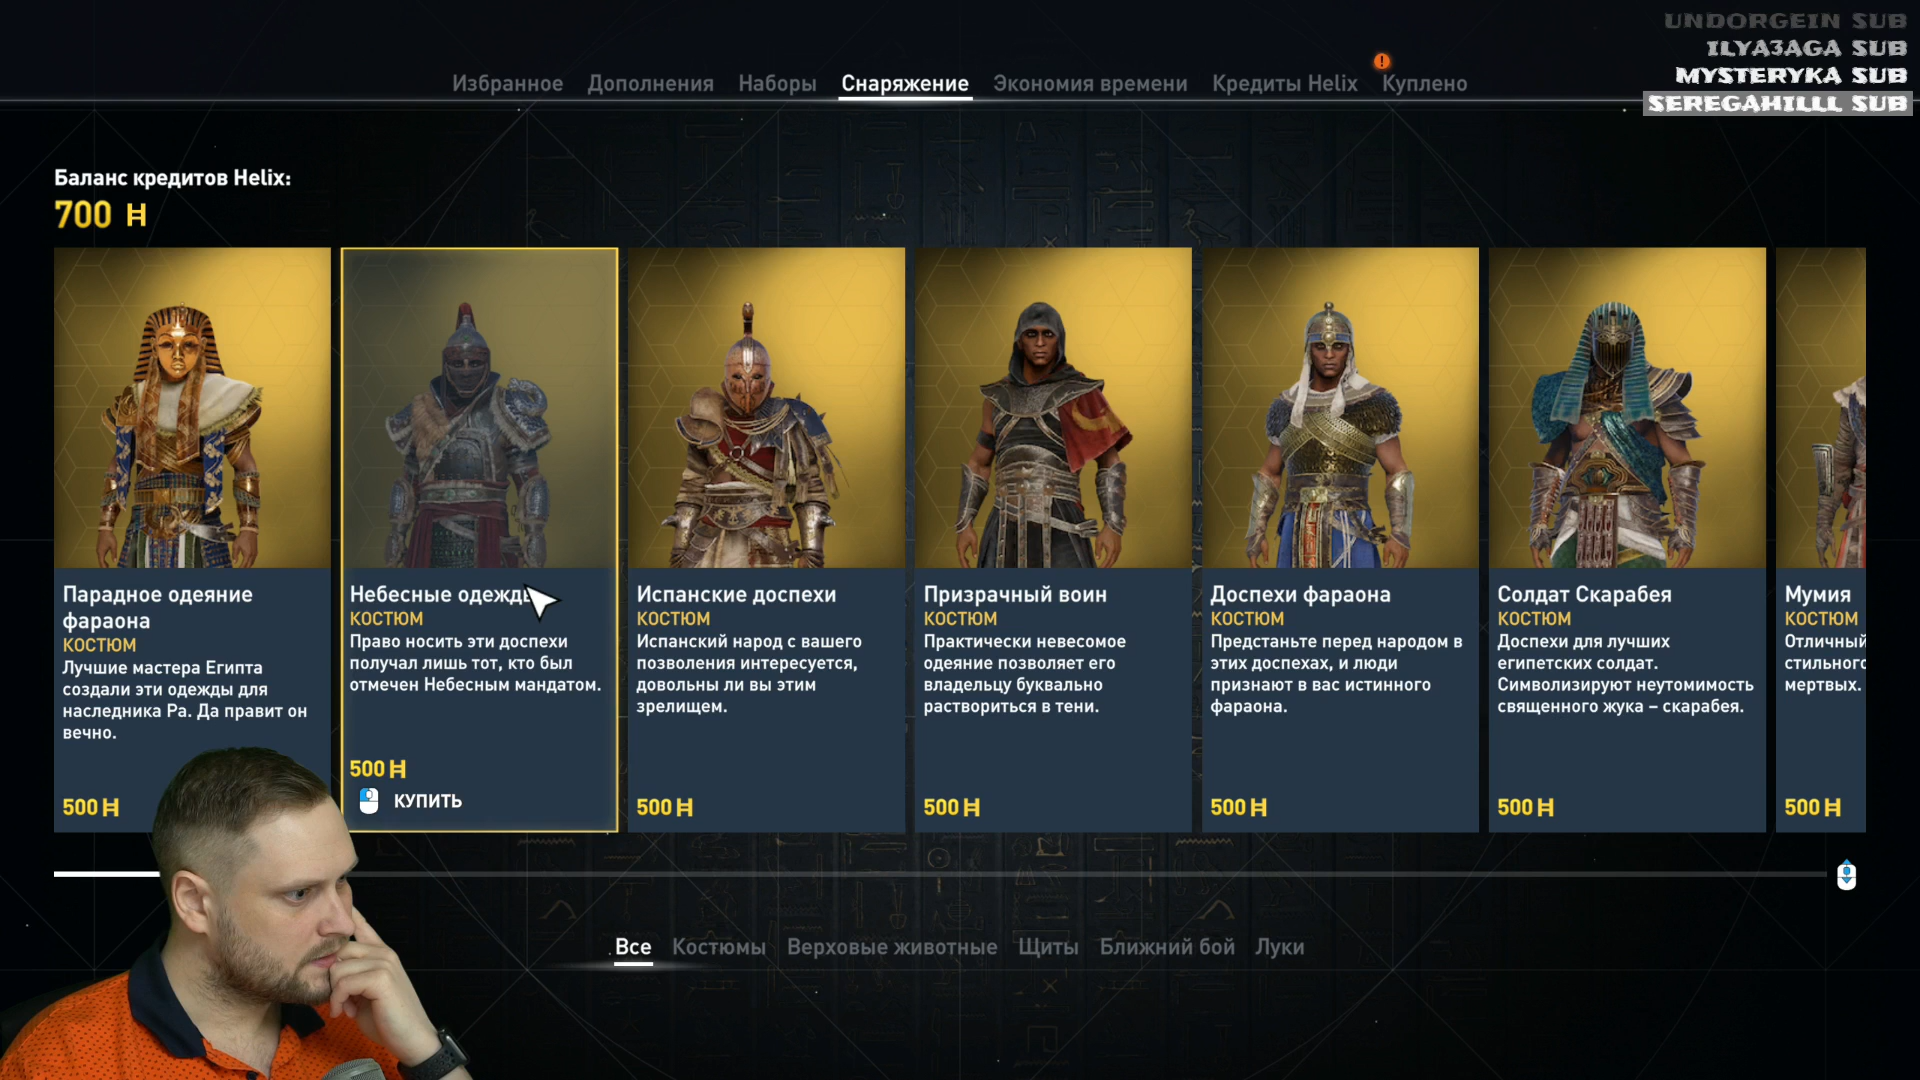 UNDORGEIN SUB
ILYA3AGA SUB
MYSTERYKA SUB
SEREGAHILLL SUB
Избранное Дополнения Наборы Снаряжение Экономия времени Кредиты Helix Куплено
Баланс кредитов Helix:
700
Парадное одеяние
фараона
КОСТЮМ
Лучшие мастера Египта
создали эти одежды для
наследника Ра. Да правит он
вечно.
500
Небесные одежды
КОСТЮМ
Право носить эти доспехи
получал лишь тот, кто был
отмечен Небесным мандатом.
500
КУПИТЬ
Испанские доспехи
КОСТЮМ
Испанский народ с вашего
позволения интересуется,
довольны ли вы этим
зрелищем.
500
Призрачный воин
КОСТЮМ
Практически невесомое
одеяние позволяет его
владельцу буквально
раствориться в тени.
500
Доспехи фараона
КОСТЮМ
Предстаньте перед народом в
этих доспехах, и люди
признают в вас истинного
фараона.
500
Солдат Скарабея
КОСТЮМ
Доспехи для лучших
египетских солдат.
Символизируют неутомимость
священного жука – скарабея.
500
Мумия
КОСТЮМ
Отличный
стильного
мертвых.
500
Все Костюмы Верховые животные Щиты Ближний бой Луки